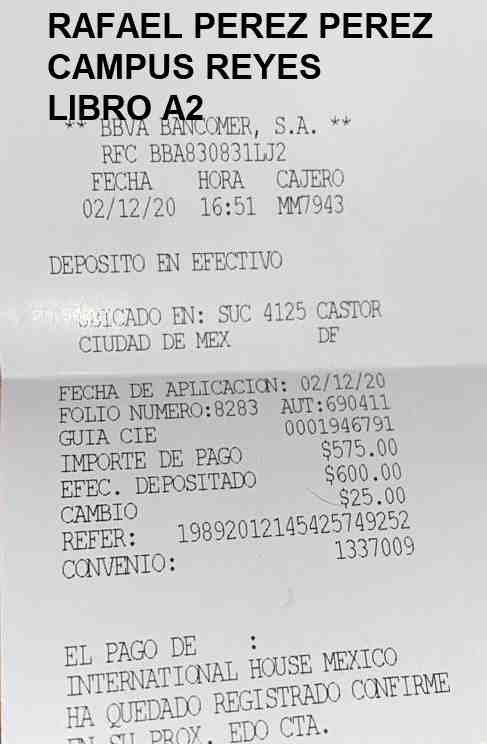 RAFAEL PEREZ PEREZ
CAMPUS REYES
LIBRO A2
** BBVA BANCOMER, S.A. **
RFC BBA830831LJ2
FECHA HORA CAJERO
02/12/20 16:51 MM7943
DEPOSITO EN EFECTIVO
UBICADO EN: SUC 4125 CASTOR
CIUDAD DE MEX DF
FECHA DE APLICACION: 02/12/20
FOLIO NUMERO:8283 AUT:690411
GUIA CIE 0001946791
IMPORTE DE PAGO $575.00
EFEC. DEPOSITADO $600.00
CAMBIO $25.00
REFER: 19892012145425749252
CONVENIO: 1337009
EL PAGO DE :
INTERNATIONAL HOUSE MEXICO
HA QUEDADO REGISTRADO CONFIRME
EN SU PROX. EDO CTA.